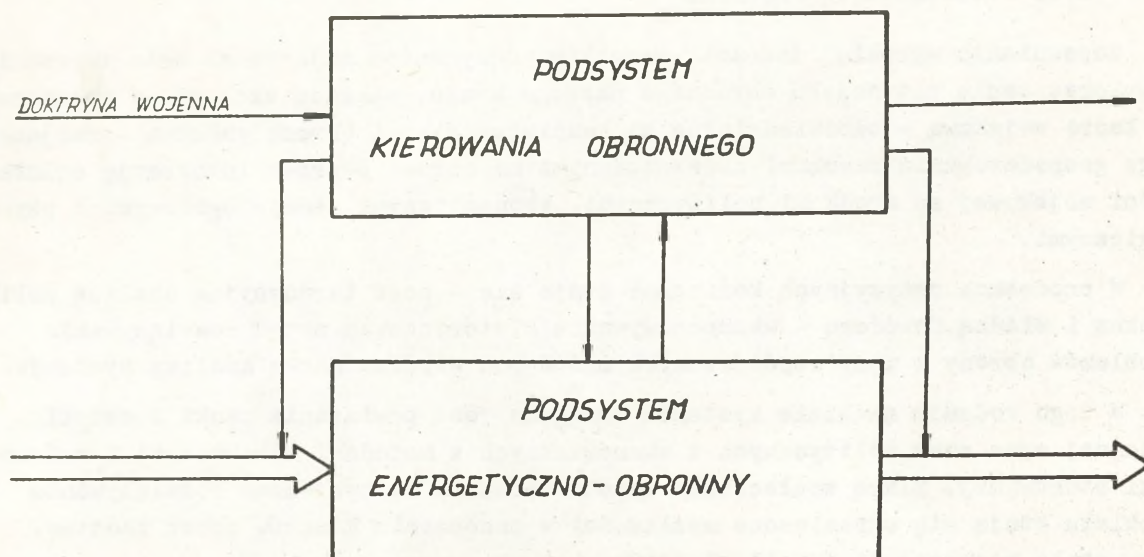 PODSYSTEM
DOKTRYNA WOJENNA
KIEROWANIA OBRONNEGO
PODSYSTEM
ENERGETYCZNO-OBRONNY